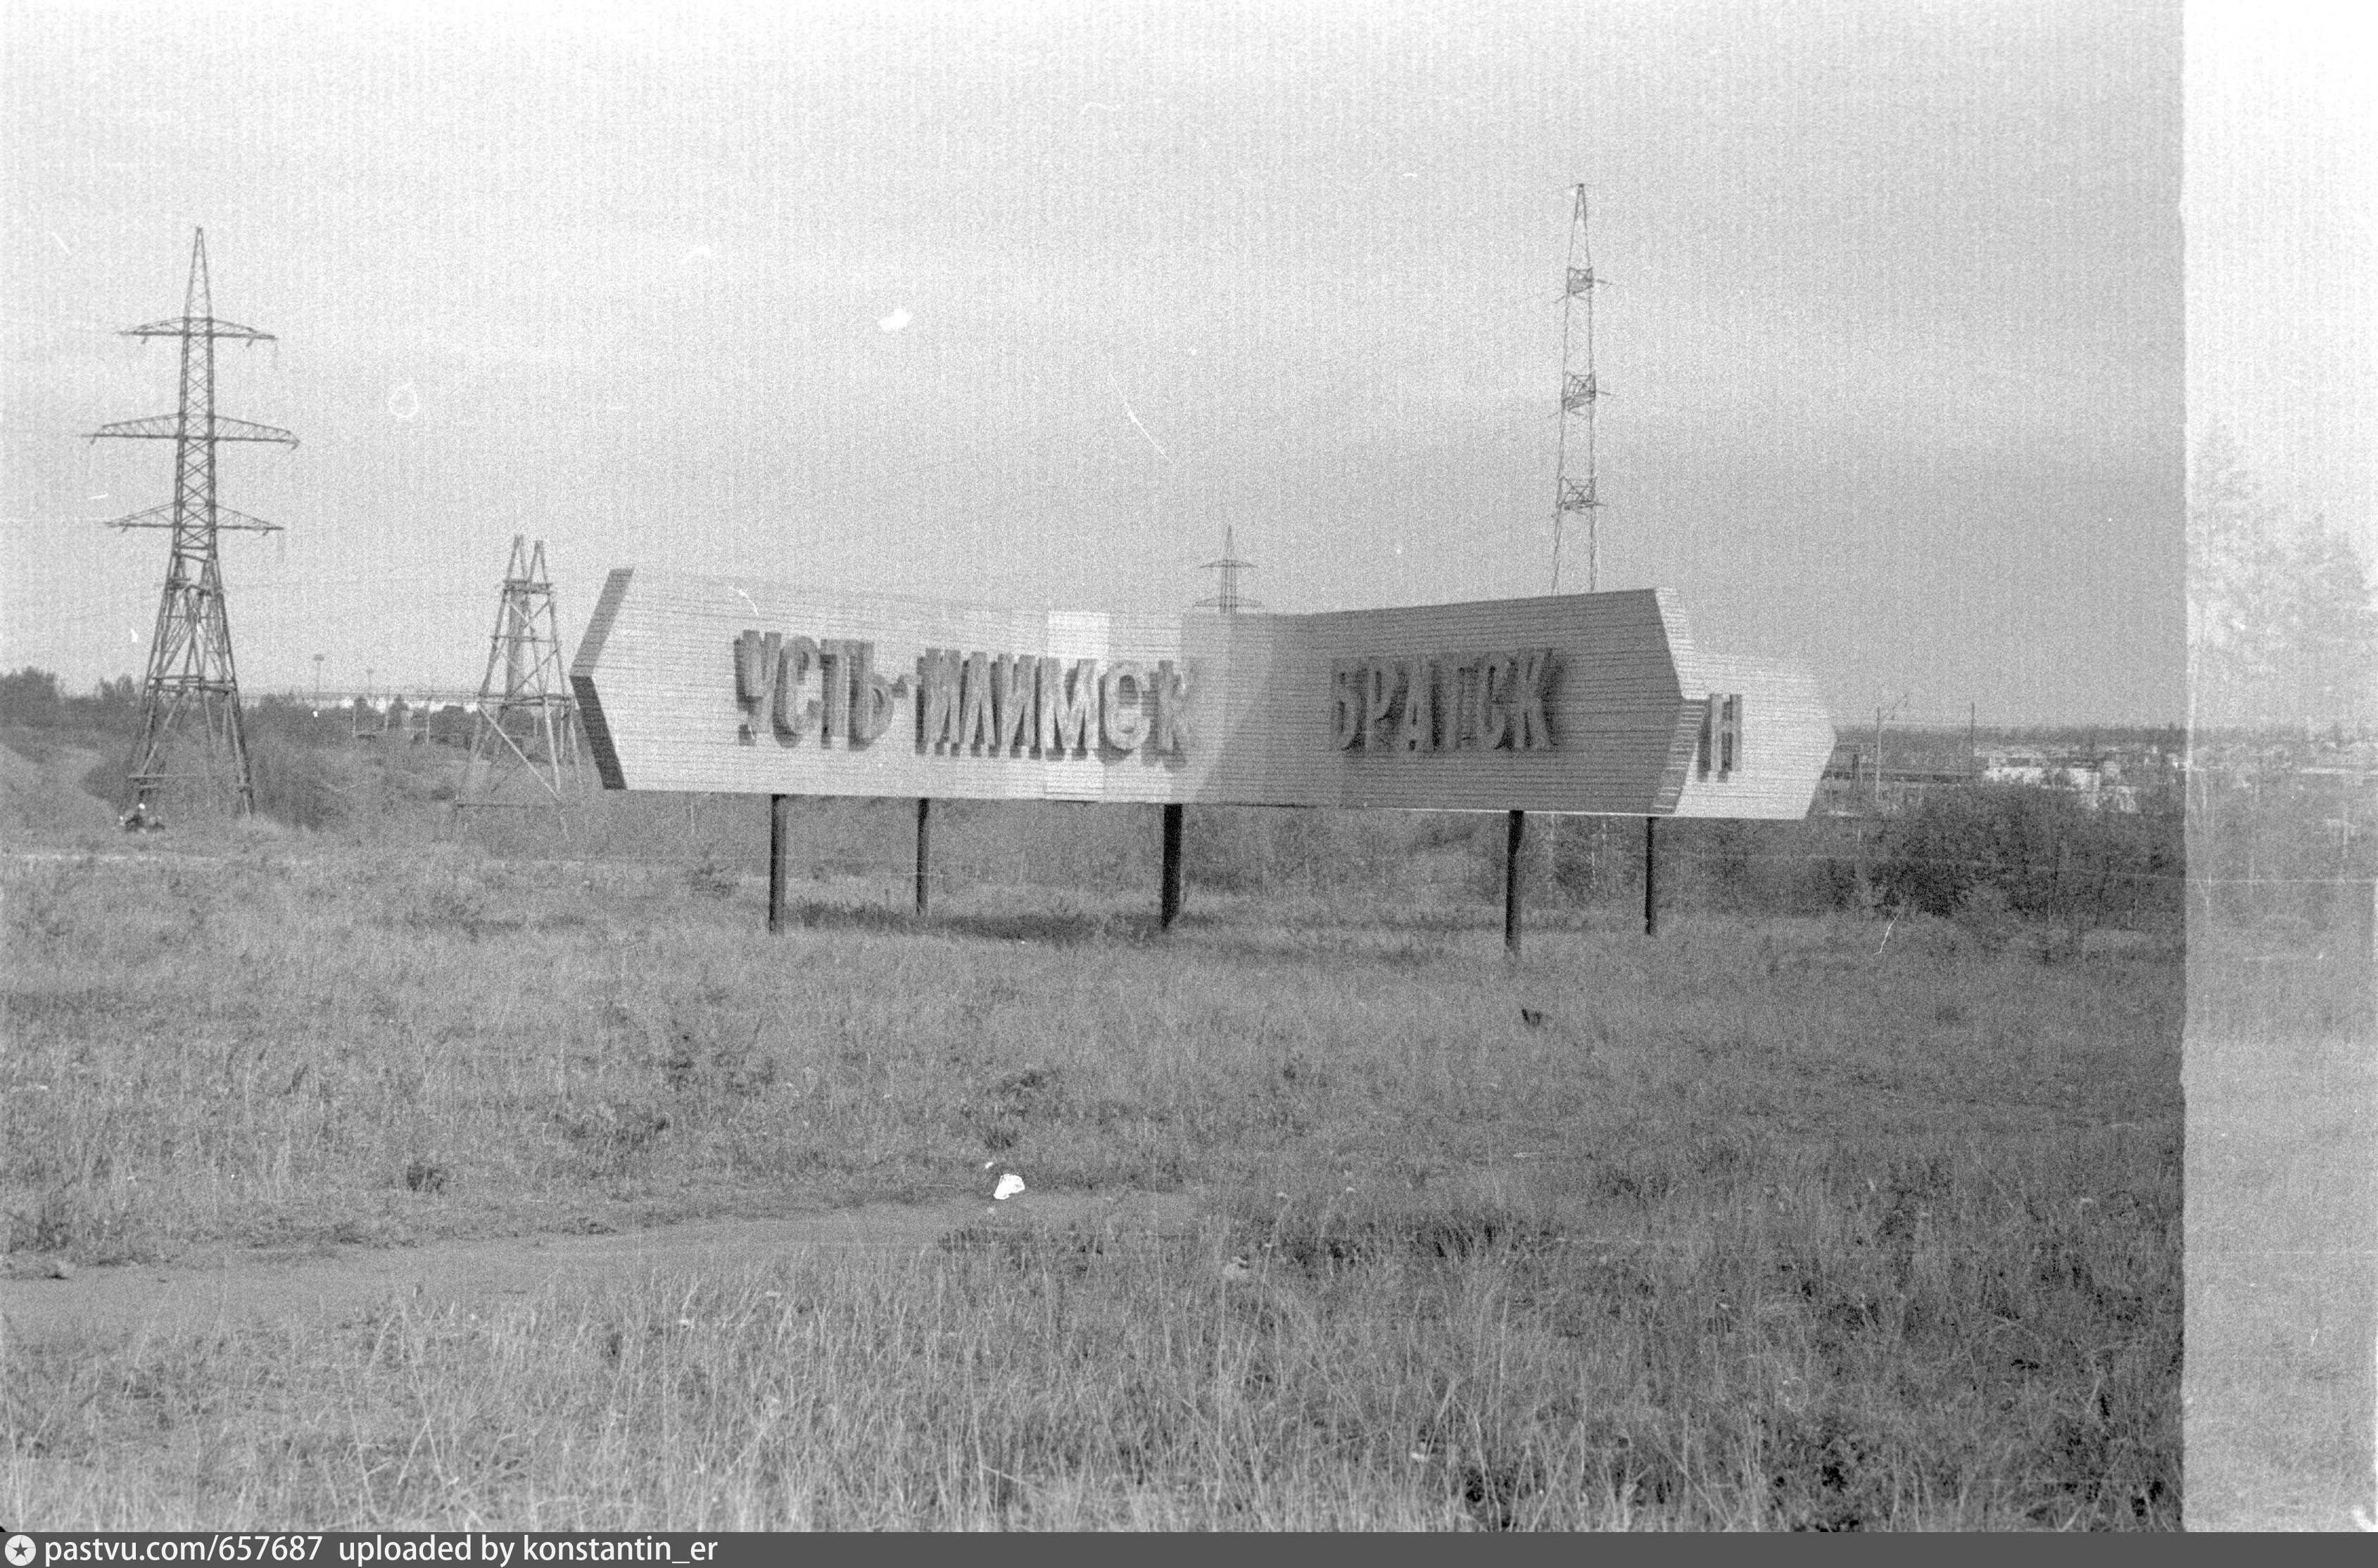 УСТЬ-ИЛИМСК
БРАТСК
Н
pastvu.com/657687 uploaded by konstantin_er